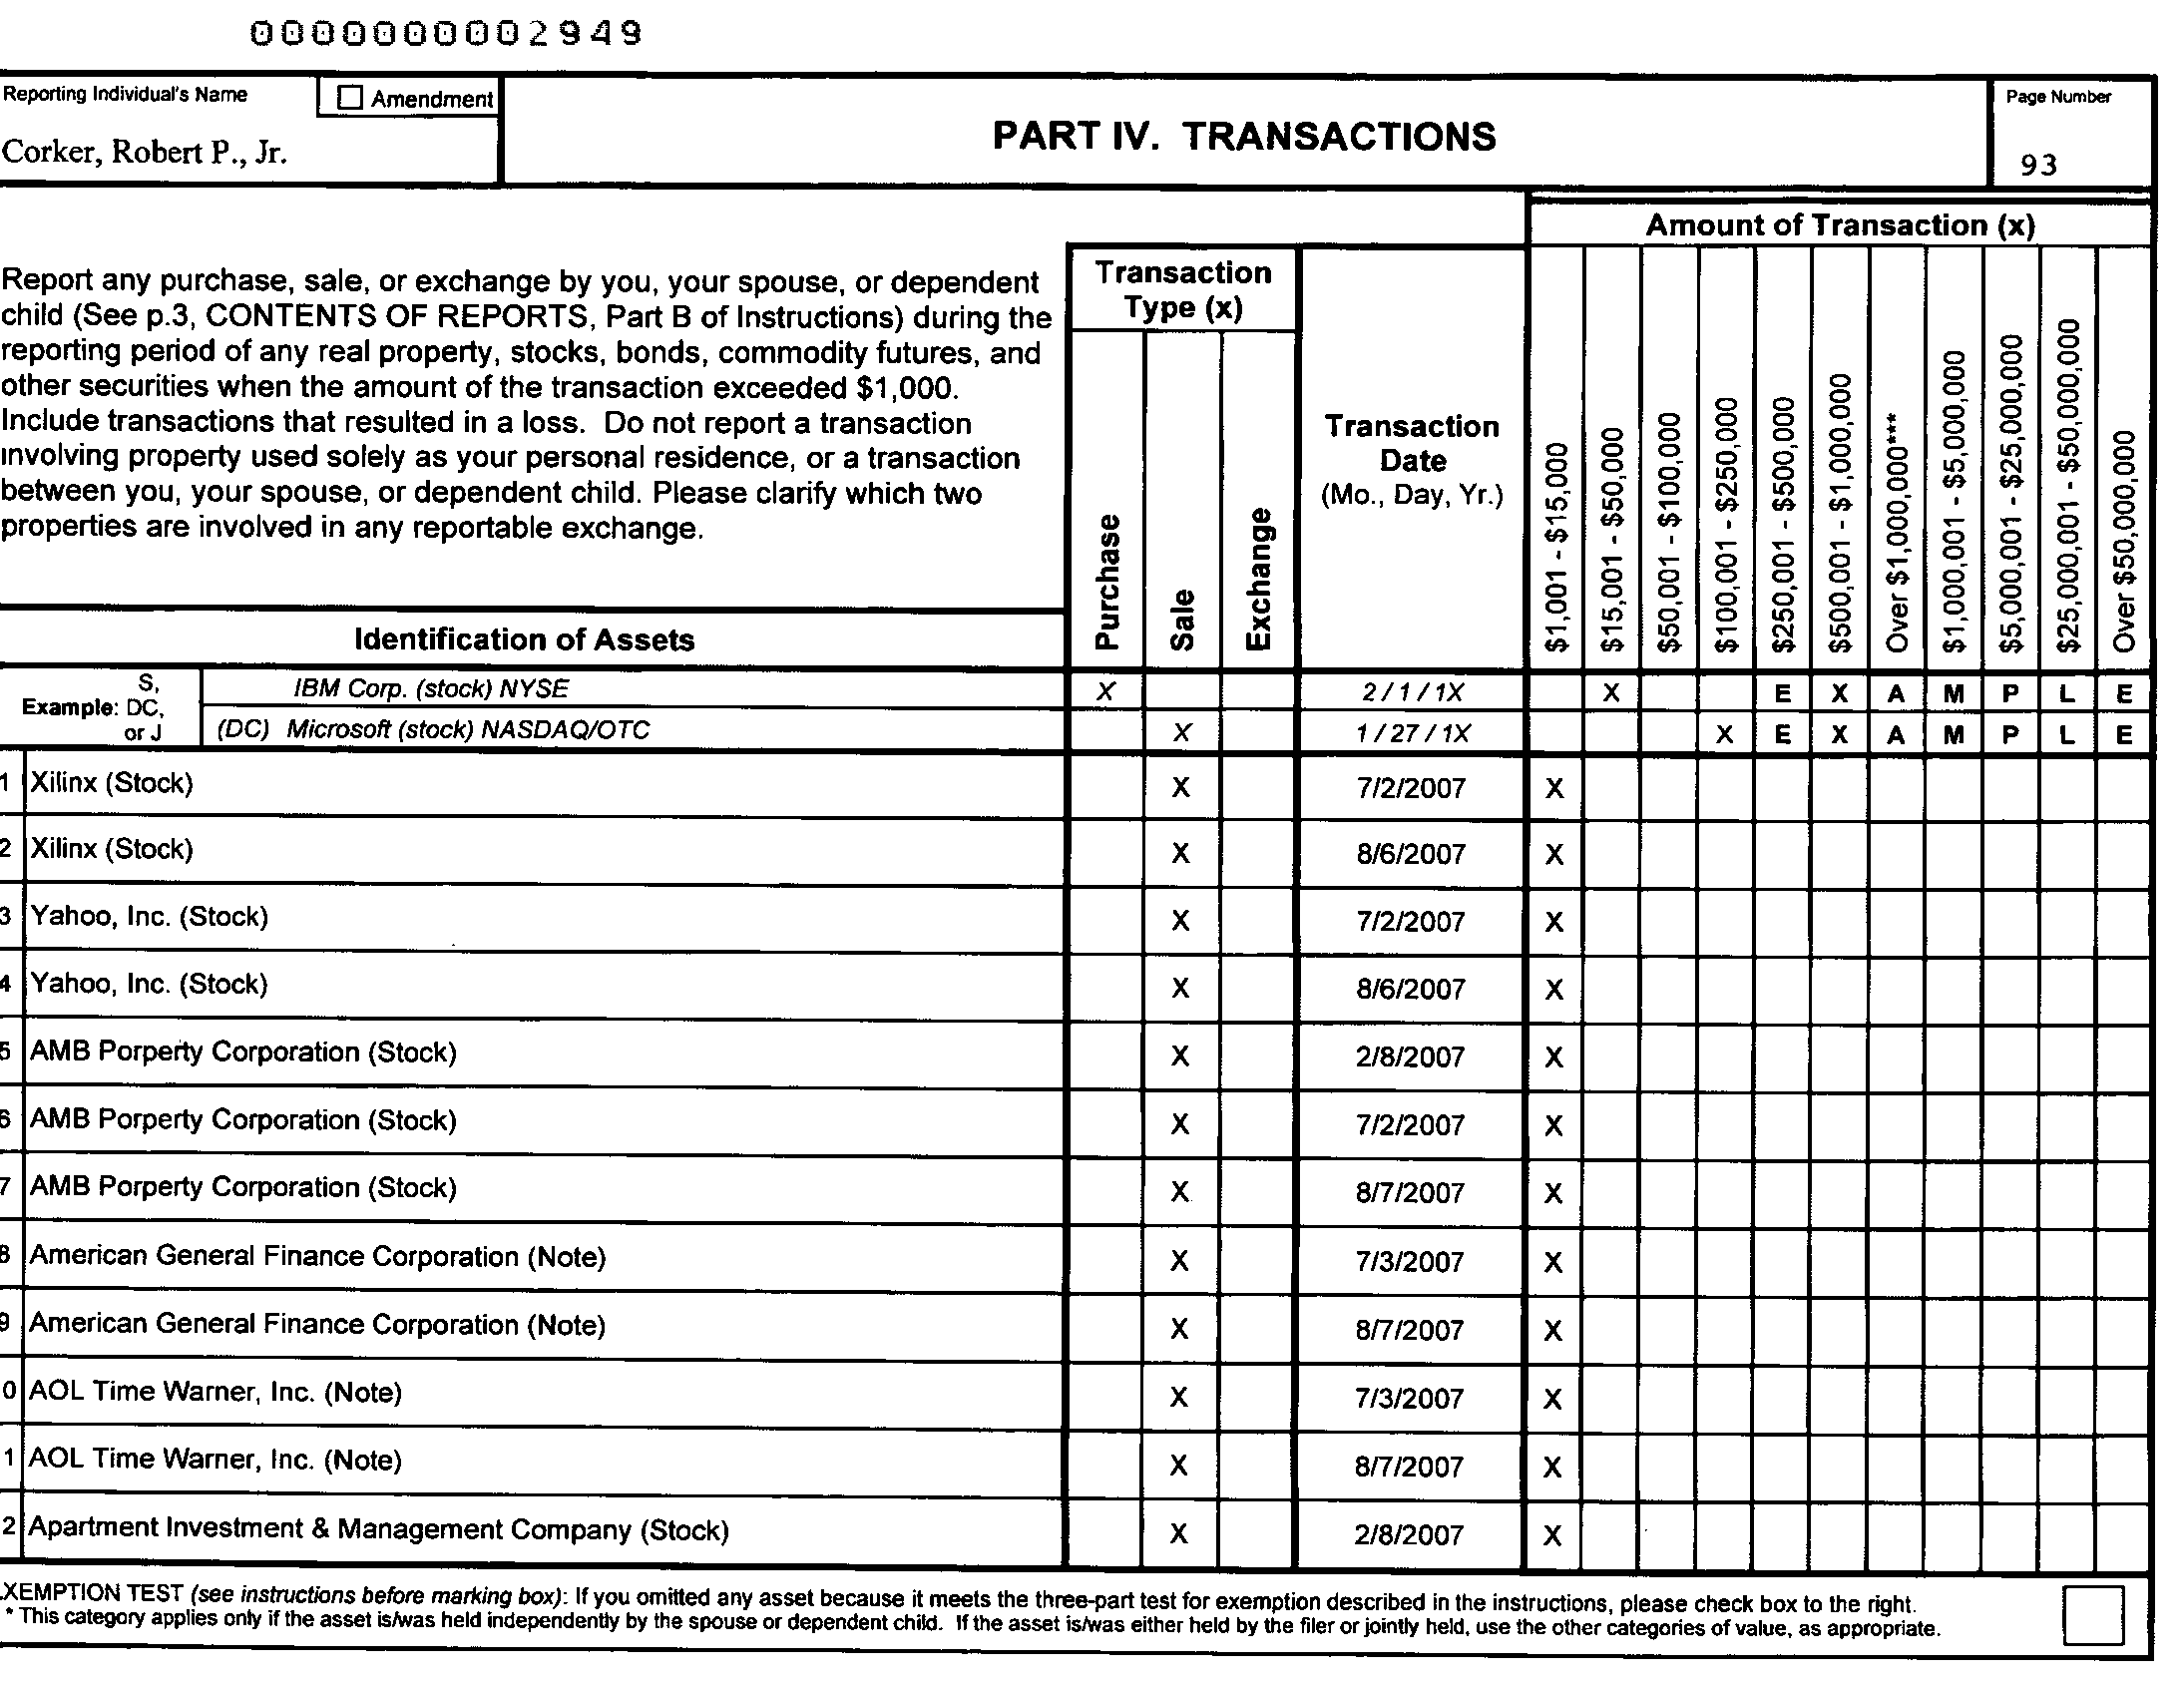 0000000002949
Reporting Individual's Name
Amendment
Corker, Robert P., Jr.
PART IV. TRANSACTIONS
Page Number
93
Amount of Transaction (x)
Report any purchase, sale, or exchange by you, your spouse, or dependent
child (See p.3, CONTENTS OF REPORTS, Part B of Instructions) during the
reporting period of any real property, stocks, bonds, commodity futures, and
other securities when the amount of the transaction exceeded $1,000.
Include transactions that resulted in a loss. Do not report a transaction
involving property used solely as your personal residence, or a transaction
between you, your spouse, or dependent child. Please clarify which two
properties are involved in any reportable exchange.
Transaction
Type (x)
Purchase
Sale
Exchange
Transaction
Date
(Mo., Day, Yr.)
$1,001 - $15,000
$15,001 - $50,000
$50,001 - $100,000
$100,001 - $250,000
$250,001 - $500,000
$500,001 - $1,000,000
Over $1,000,000***
$1,000,001 - $5,000,000
$5,000,001 - $25,000,000
$25,000,001 - $50,000,000
Over $50,000,000
Identification of Assets
Example: S, DC, or J
IBM Corp. (stock) NYSE X 2 / 1 / 1X X E X A M P L E
(DC) Microsoft (stock) NASDAQ/OTC X 1 / 27 / 1X X E X A M P L E
1 Xilinx (Stock) X 7/2/2007 X
2 Xilinx (Stock) X 8/6/2007 X
3 Yahoo, Inc. (Stock) X 7/2/2007 X
4 Yahoo, Inc. (Stock) X 8/6/2007 X
5 AMB Porperty Corporation (Stock) X 2/8/2007 X
6 AMB Porperty Corporation (Stock) X 7/2/2007 X
7 AMB Porperty Corporation (Stock) X 8/7/2007 X
8 American General Finance Corporation (Note) X 7/3/2007 X
9 American General Finance Corporation (Note) X 8/7/2007 X
0 AOL Time Warner, Inc. (Note) X 7/3/2007 X
1 AOL Time Warner, Inc. (Note) X 8/7/2007 X
2 Apartment Investment & Management Company (Stock) X 2/8/2007 X
XEMPTION TEST (see instructions before marking box): If you omitted any asset because it meets the three-part test for exemption described in the instructions, please check box to the right.
* This category applies only if the asset is/was held independently by the spouse or dependent child. If the asset is/was either held by the filer or jointly held, use the other categories of value, as appropriate.